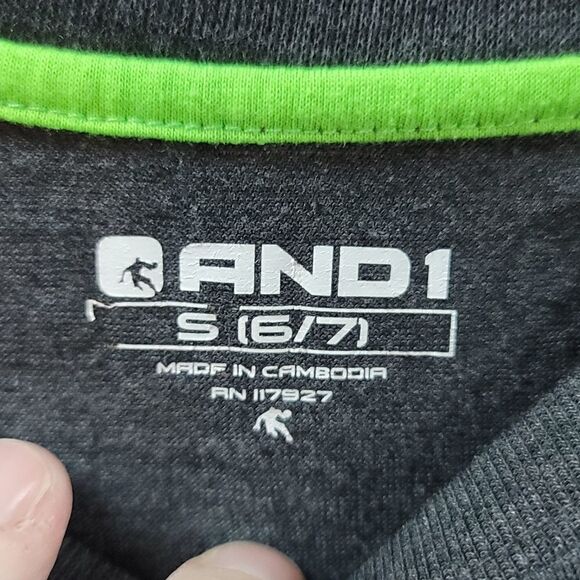 AND1
S (6/7)
MADE IN CAMBODIA
RN 117927